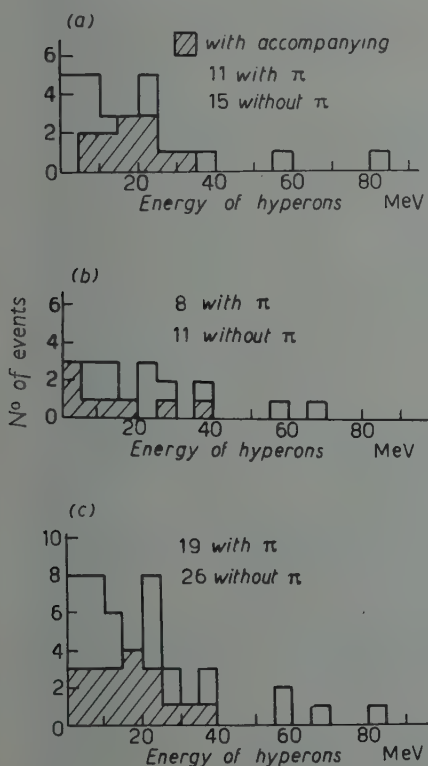 (a)
with accompanying
11 with π
15 without π
6
4
2
0
20 40 60 80
Energy of hyperons MeV
(b)
8 with π
11 without π
Nº of events
6
4
2
0
20 40 60 80
Energy of hyperons MeV
(c)
19 with π
26 without π
10
8
6
4
2
0
20 40 60 80
Energy of hyperons MeV